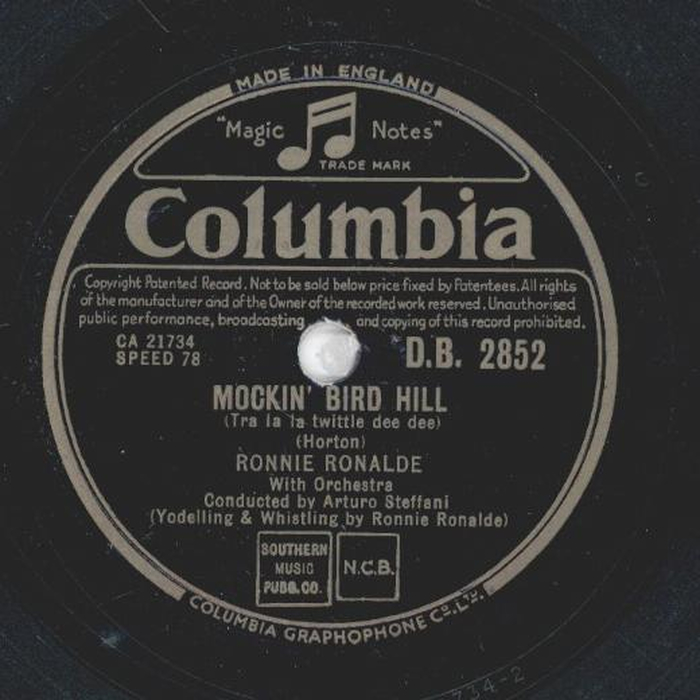 MADE IN ENGLAND
"Magic Notes"
TRADE MARK
Columbia
Copyright Patented Record. Not to be sold below price fixed by Patentees. All rights
of the manufacturer and of the Owner of the recorded work reserved. Unauthorised
public performance, broadcasting and copying of this record prohibited.
CA 21734
SPEED 78
D.B. 2852
MOCKIN' BIRD HILL
(Tra la la twittle dee dee)
(Horton)
RONNIE RONALDE
With Orchestra
Conducted by Arturo Steffani
(Yodelling & Whistling by Ronnie Ronalde)
SOUTHERN
MUSIC
PUBG. CO.
N.C.B.
COLUMBIA GRAPHOPHONE Co. LTD.